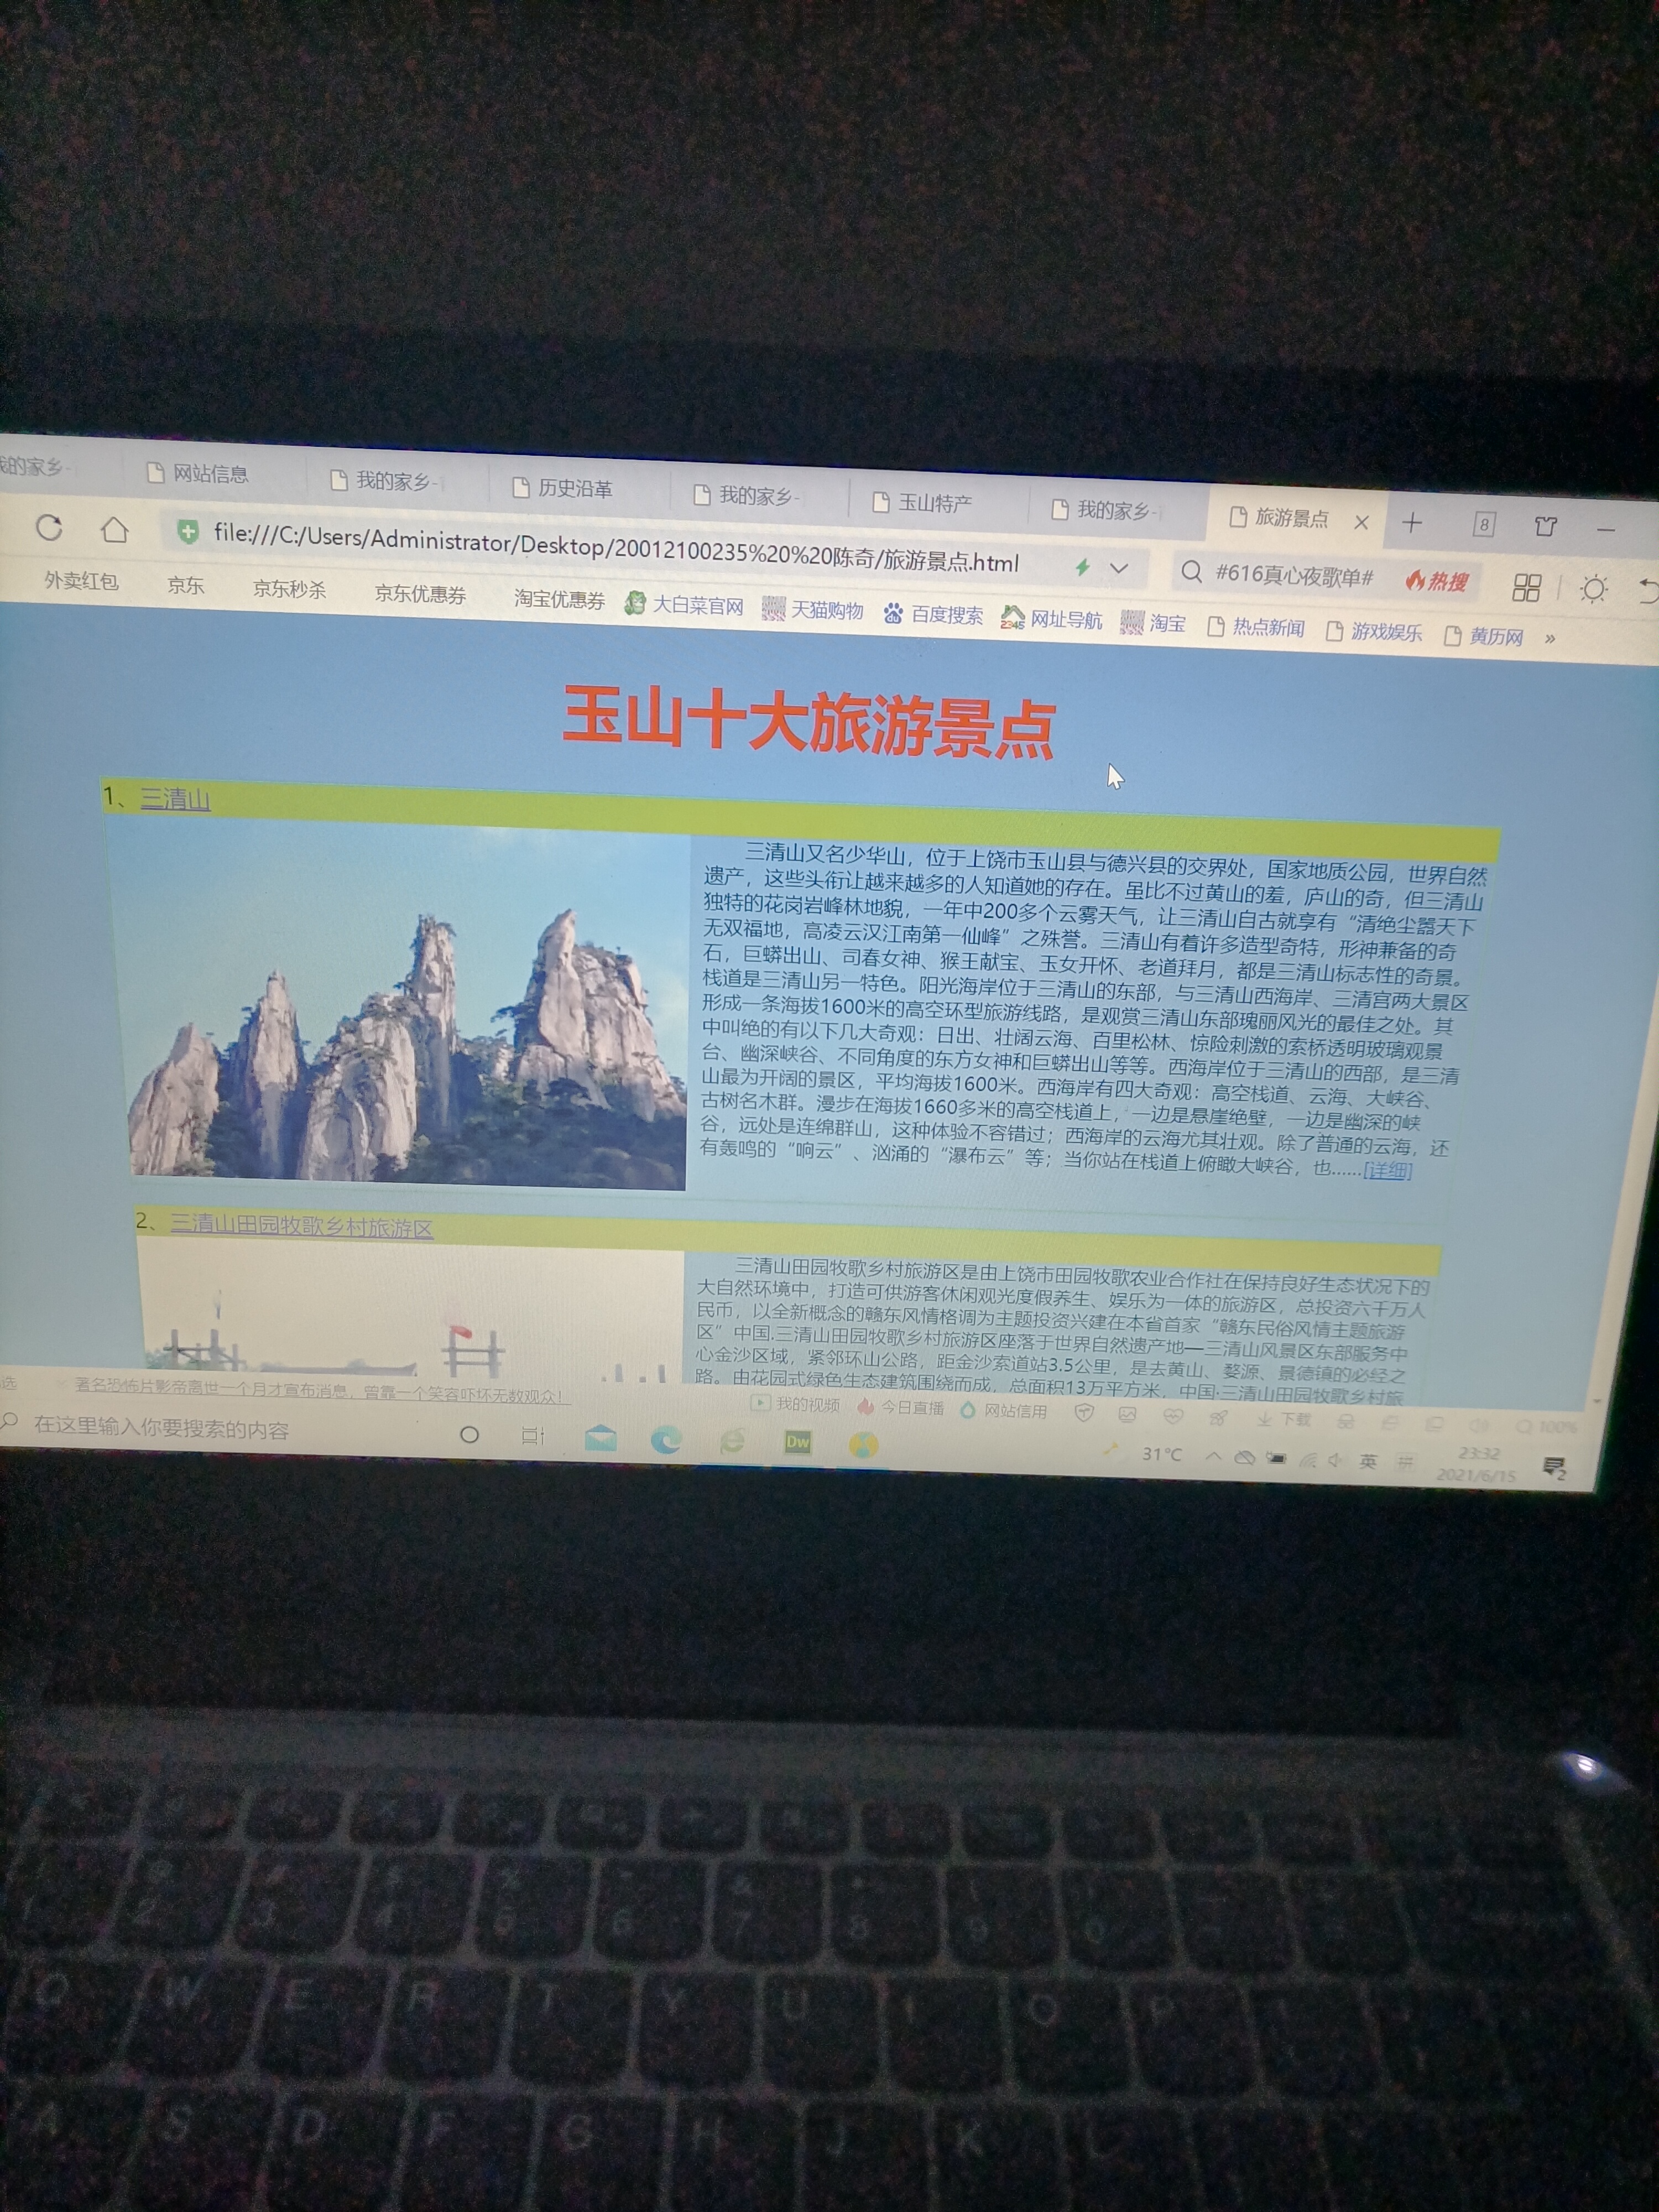 我的家乡-
网站信息
我的家乡-
历史沿革
我的家乡-
玉山特产
我的家乡-
旅游景点
8
file:///C:/Users/Administrator/Desktop/20012100235%20%20陈奇/旅游景点.html
#616真心夜歌单#
热搜
外卖红包 京东 京东秒杀 京东优惠券 淘宝优惠券 大白菜官网 天猫购物 百度搜索 网址导航 淘宝 热点新闻 游戏娱乐 黄历网 »
玉山十大旅游景点
1、三清山
三清山又名少华山，位于上饶市玉山县与德兴县的交界处，国家地质公园，世界自然
遗产，这些头衔让越来越多的人知道她的存在。虽比不过黄山的羞，庐山的奇，但三清山
独特的花岗岩峰林地貌，一年中200多个云雾天气，让三清山自古就享有“清绝尘嚣天下
无双福地，高凌云汉江南第一仙峰”之殊誉。三清山有着许多造型奇特，形神兼备的奇
石，巨蟒出山、司春女神、猴王献宝、玉女开怀、老道拜月，都是三清山标志性的奇景。
栈道是三清山另一特色。阳光海岸位于三清山的东部，与三清山西海岸、三清宫两大景区
形成一条海拔1600米的高空环型旅游线路，是观赏三清山东部瑰丽风光的最佳之处。其
中叫绝的有以下几大奇观：日出、壮阔云海、百里松林、惊险刺激的索桥透明玻璃观景
台、幽深峡谷、不同角度的东方女神和巨蟒出山等等。西海岸位于三清山的西部，是三清
山最为开阔的景区，平均海拔1600米。西海岸有四大奇观：高空栈道、云海、大峡谷、
古树名木群。漫步在海拔1660多米的高空栈道上，一边是悬崖绝壁，一边是幽深的峡
谷，远处是连绵群山，这种体验不容错过；西海岸的云海尤其壮观。除了普通的云海，还
有轰鸣的“响云”、汹涌的“瀑布云”等；当你站在栈道上俯瞰大峡谷，也……[详细]
2、三清山田园牧歌乡村旅游区
三清山田园牧歌乡村旅游区是由上饶市田园牧歌农业合作社在保持良好生态状况下的
大自然环境中，打造可供游客休闲观光度假养生、娱乐为一体的旅游区，总投资六千万人
民币，以全新概念的赣东风情格调为主题投资兴建在本省首家“赣东民俗风情主题旅游
区”中国.三清山田园牧歌乡村旅游区座落于世界自然遗产地—三清山风景区东部服务中
心金沙区域，紧邻环山公路，距金沙索道站3.5公里，是去黄山、婺源、景德镇的必经之
路。由花园式绿色生态建筑围绕而成，总面积13万平方米，中国·三清山田园牧歌乡村旅
选 著名恐怖片影帝离世一个月才宣布消息，曾靠一个笑容吓坏无数观众！
我的视频 今日直播 网站信用 下载 100%
在这里输入你要搜索的内容
Dw
31°C
英
拼
23:32
2021/6/15
2
1 2 3 4 5 6 7 8 9 0
Q W E R T Y U I O P
A S D F G H J K L